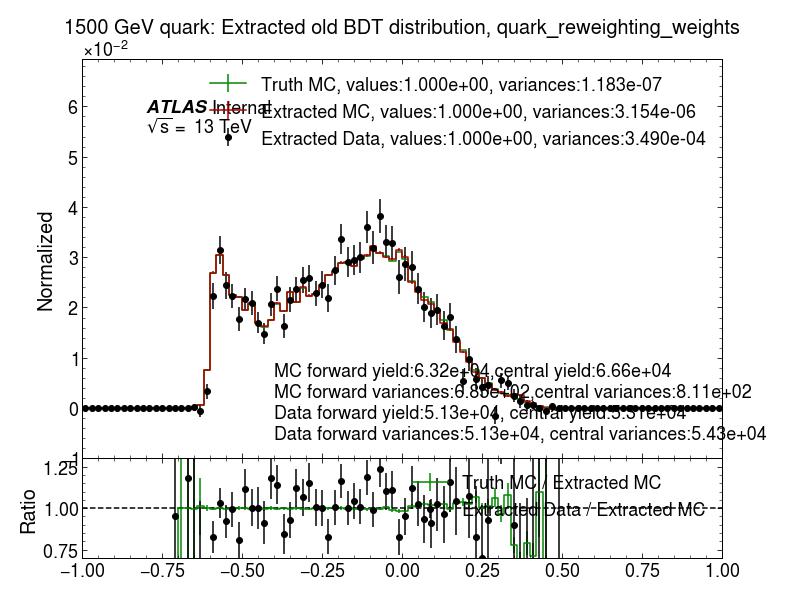 1500 GeV quark: Extracted old BDT distribution, quark_reweighting_weights
×10⁻²
Truth MC, values:1.000e+00, variances:1.183e-07
ATLAS Internal
Extracted MC, values:1.000e+00, variances:3.154e-06
√s = 13 TeV
Extracted Data, values:1.000e+00, variances:3.490e-04
6
5
4
3
2
1
0
1
Normalized
MC forward yield:6.32e+04,central yield:6.66e+04
MC forward variances:6.86e+02,central variances:8.11e+02
Data forward yield:5.13e+04, central yield:
Data forward variances:5.13e+04, central variances:5.43e+04
1.25
1.00
0.75
Ratio
Truth MC / Extracted MC
Extracted Data / Extracted MC
−1.00 −0.75 −0.50 −0.25 0.00 0.25 0.50 0.75 1.00